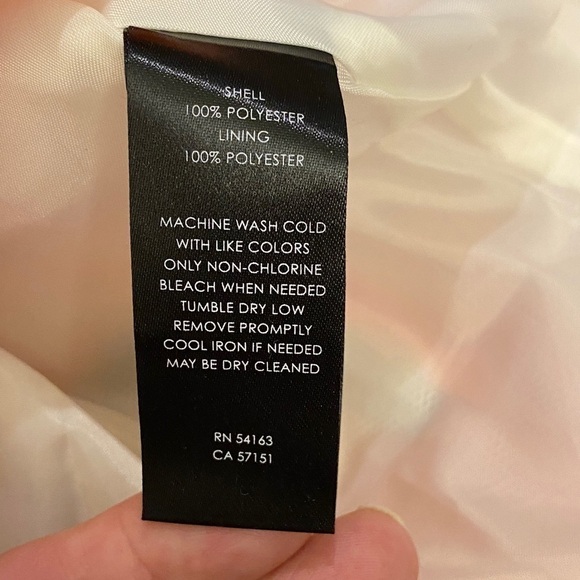 SHELL
100% POLYESTER
LINING
100% POLYESTER
MACHINE WASH COLD
WITH LIKE COLORS
ONLY NON-CHLORINE
BLEACH WHEN NEEDED
TUMBLE DRY LOW
REMOVE PROMPTLY
COOL IRON IF NEEDED
MAY BE DRY CLEANED
RN 54163
CA 57151